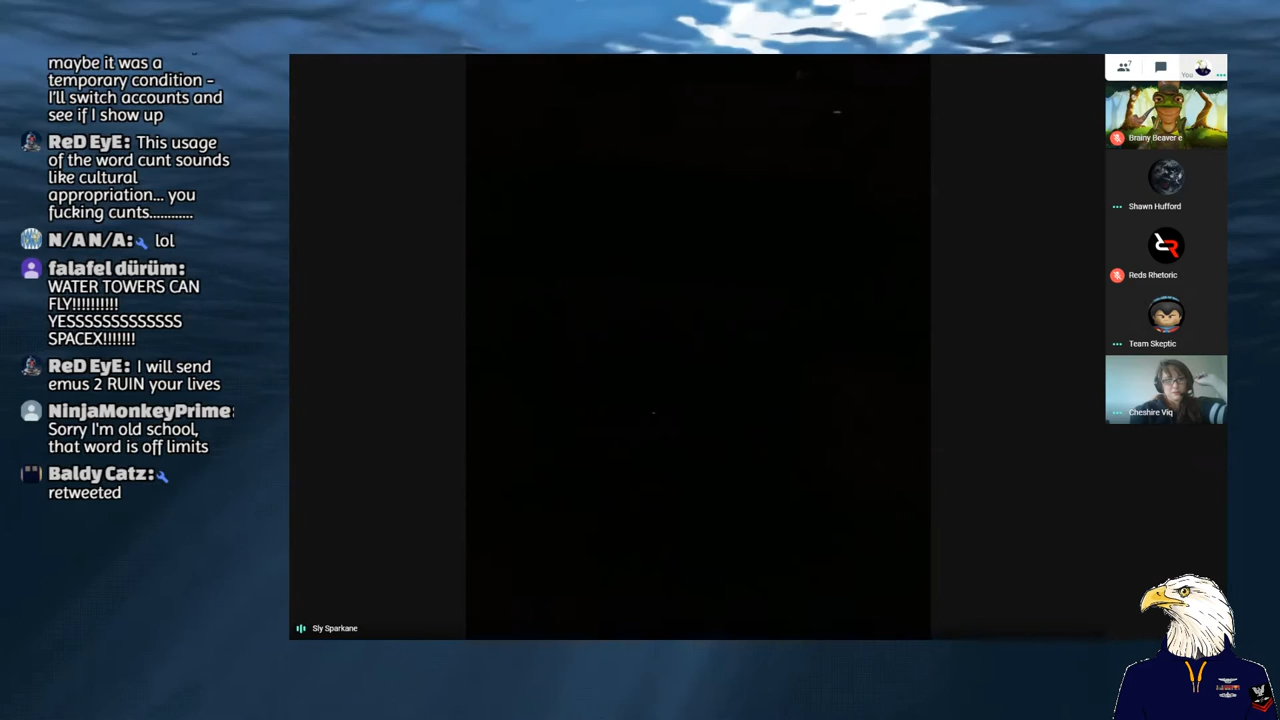 maybe it was a
temporary condition -
I'll switch accounts and
see if I show up
ReD EyE: This usage
of the word cunt sounds
like cultural
appropriation... you
fucking cunts............
N/A N/A: lol
falafel dürüm:
WATER TOWERS CAN
FLY!!!!!!!!!!
YESSSSSSSSSSSSS
SPACEX!!!!!!!
ReD EyE: I will send
emus 2 RUIN your lives
NinjaMonkeyPrime:
Sorry I'm old school,
that word is off limits
Baldy Catz:
retweeted
Sly Sparkane
7
You
Brainy Beaver e
Shawn Hufford
Reds Rhetoric
Team Skeptic
Cheshire Viq